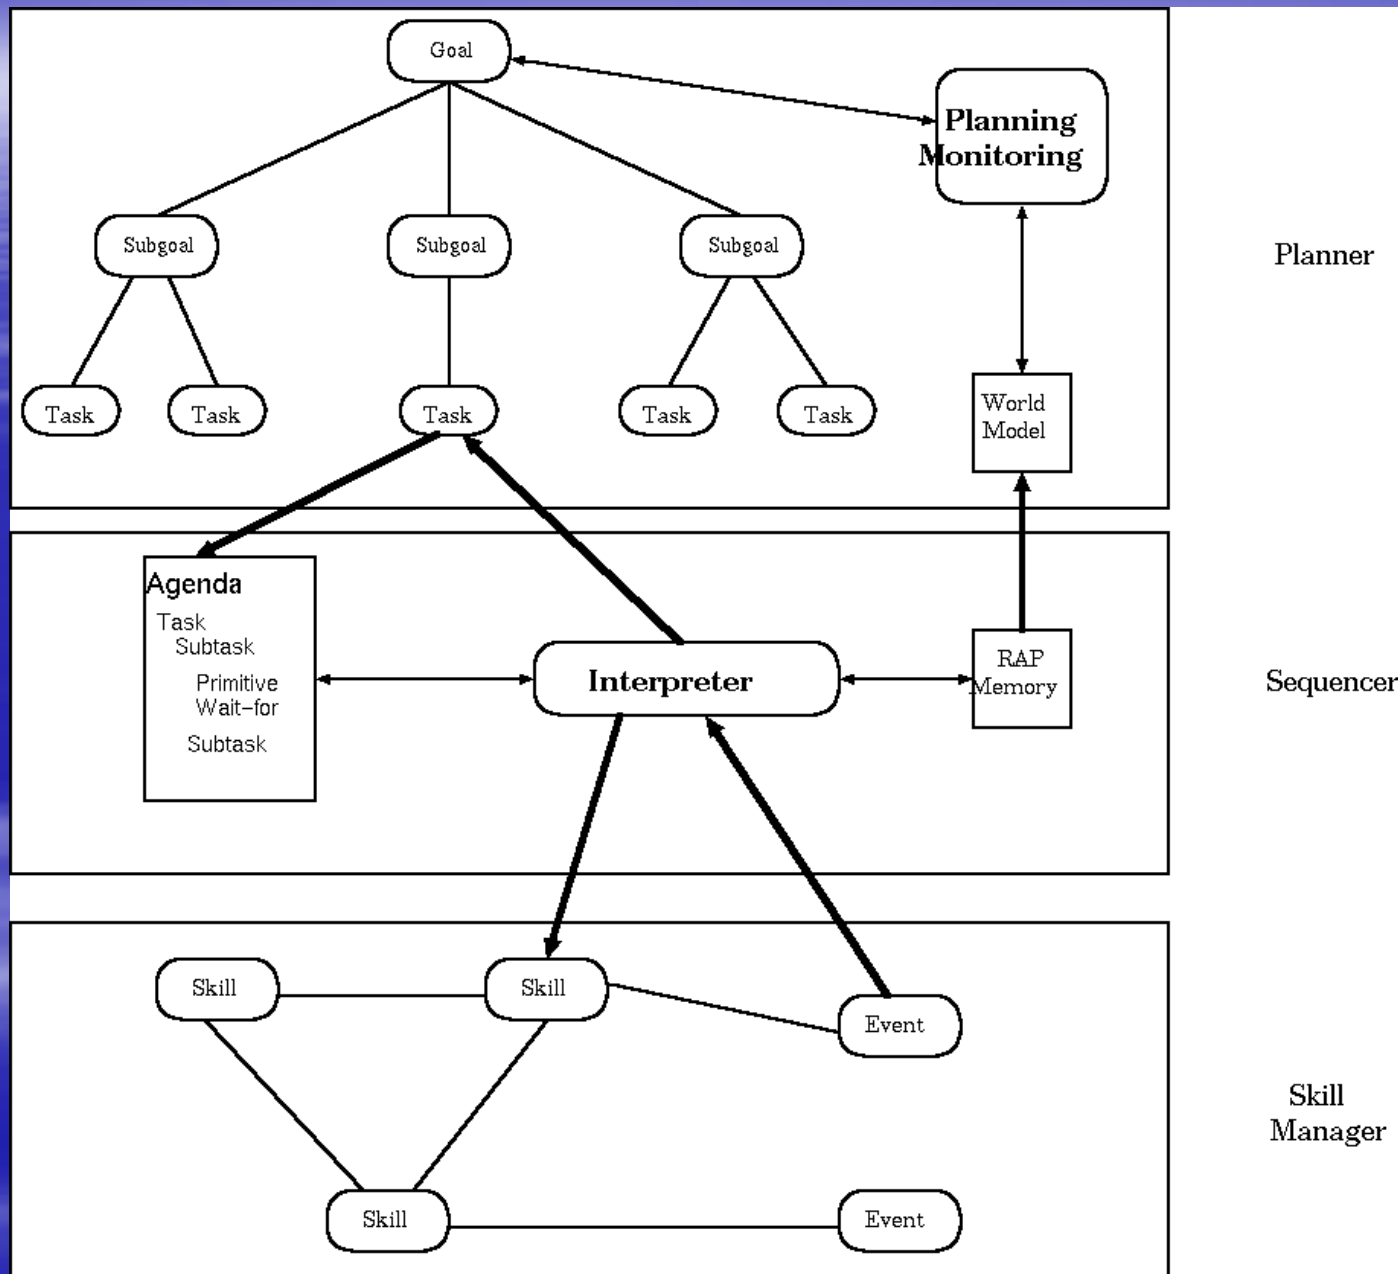 Goal
Planning
Monitoring
Subgoal
Subgoal
Subgoal
Planner
Task
Task
Task
Task
Task
World
Model
Agenda
Task
Subtask
Primitive
Wait-for
Subtask
Interpreter
RAP
Memory
Sequencer
Skill
Skill
Event
Skill
Manager
Skill
Event